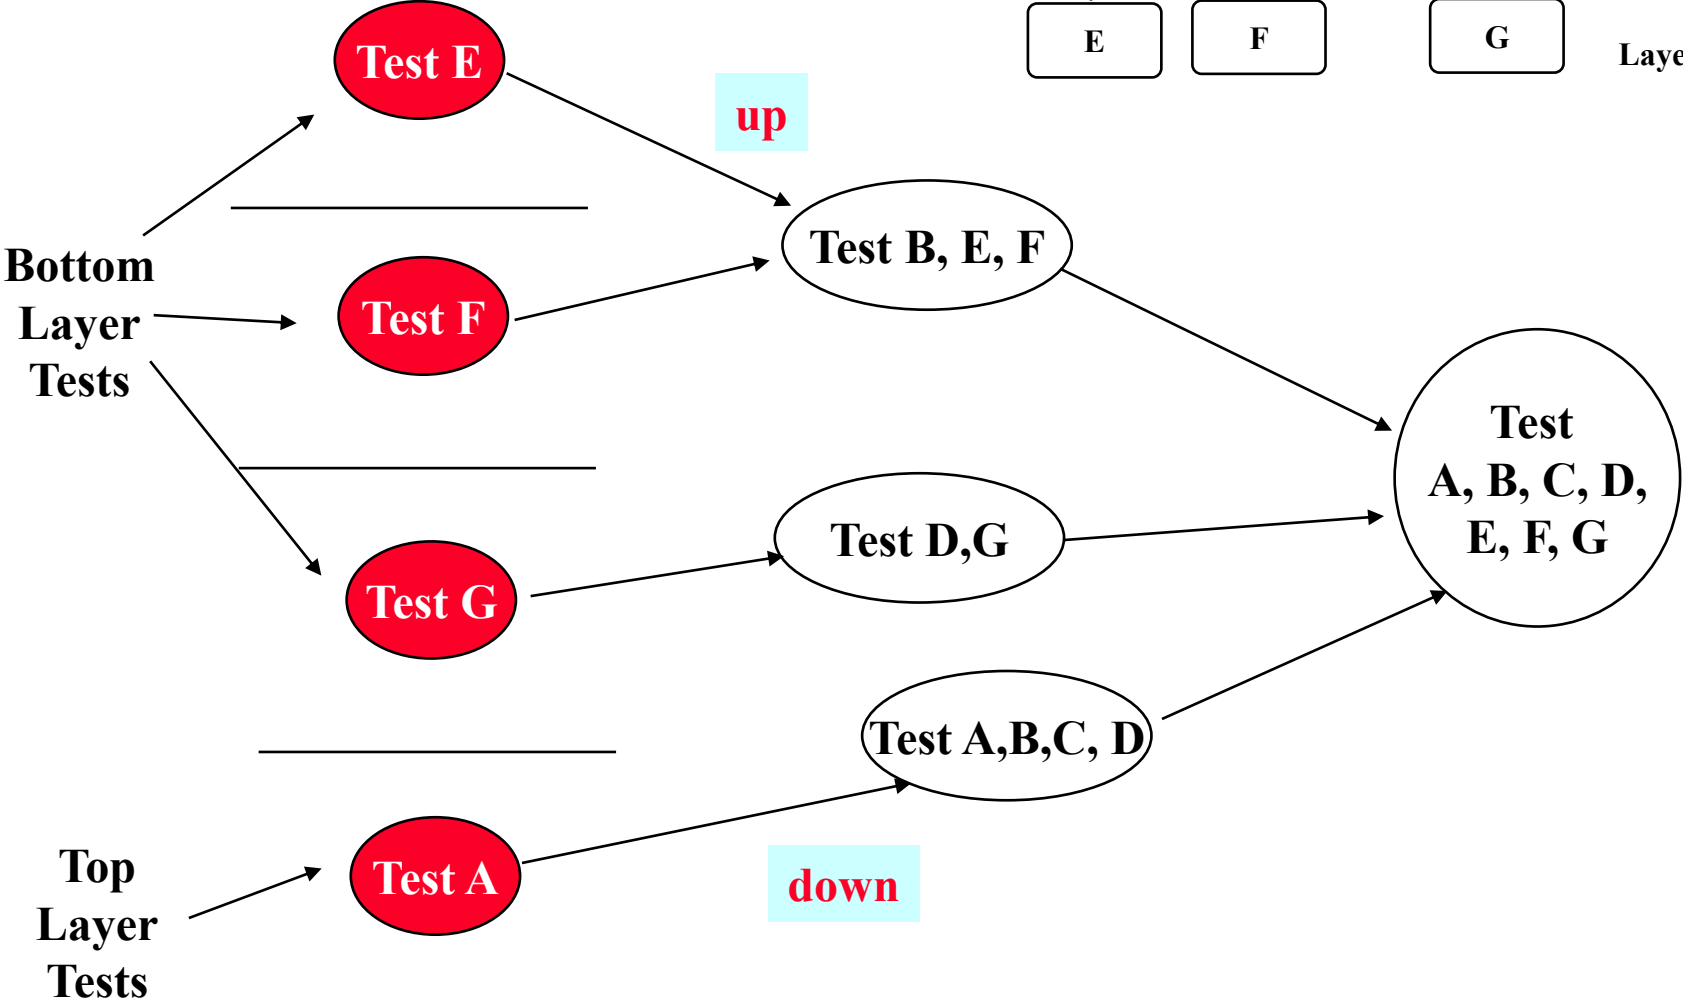 E
F
G
Laye
Test E
up
Bottom
Layer
Tests
Test F
Test B, E, F
Test
A, B, C, D,
E, F, G
Test G
Test D,G
Test A,B,C, D
Top
Layer
Tests
Test A
down